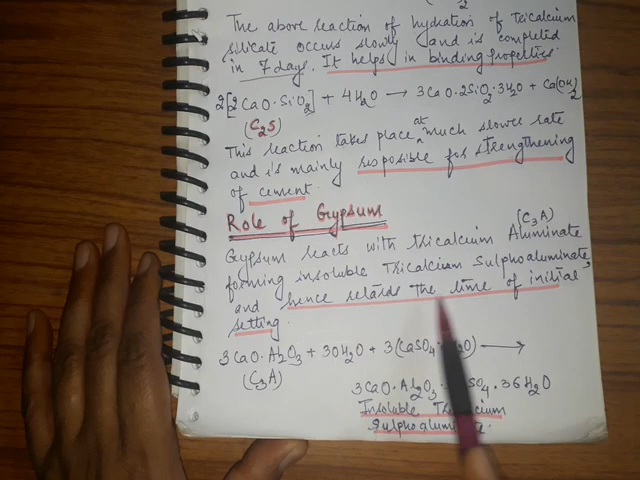 The above reaction of hydration of Tricalcium
silicate occurs slowly and is completed
in 7 days. It helps in binding properties.
2[2CaO·SiO2] + 4H2O → 3CaO·2SiO2·3H2O + Ca(OH)2
(C2S)
This reaction takes place at much slower rate
and is mainly resposible for strengthening
of cement.
Role of Gypsum
(C3A)
Gypsum reacts with tricalcium Aluminate
forming insoluble Tricalcium Sulphoaluminate,
and hence retards the time of initial
setting.
3CaO·Al2O3 + 30H2O + 3(CaSO4· H2O) →
(C3A)
3CaO·Al2O3· SO4·36H2O
Insoluble Tricalcium
Sulphoaluminate.